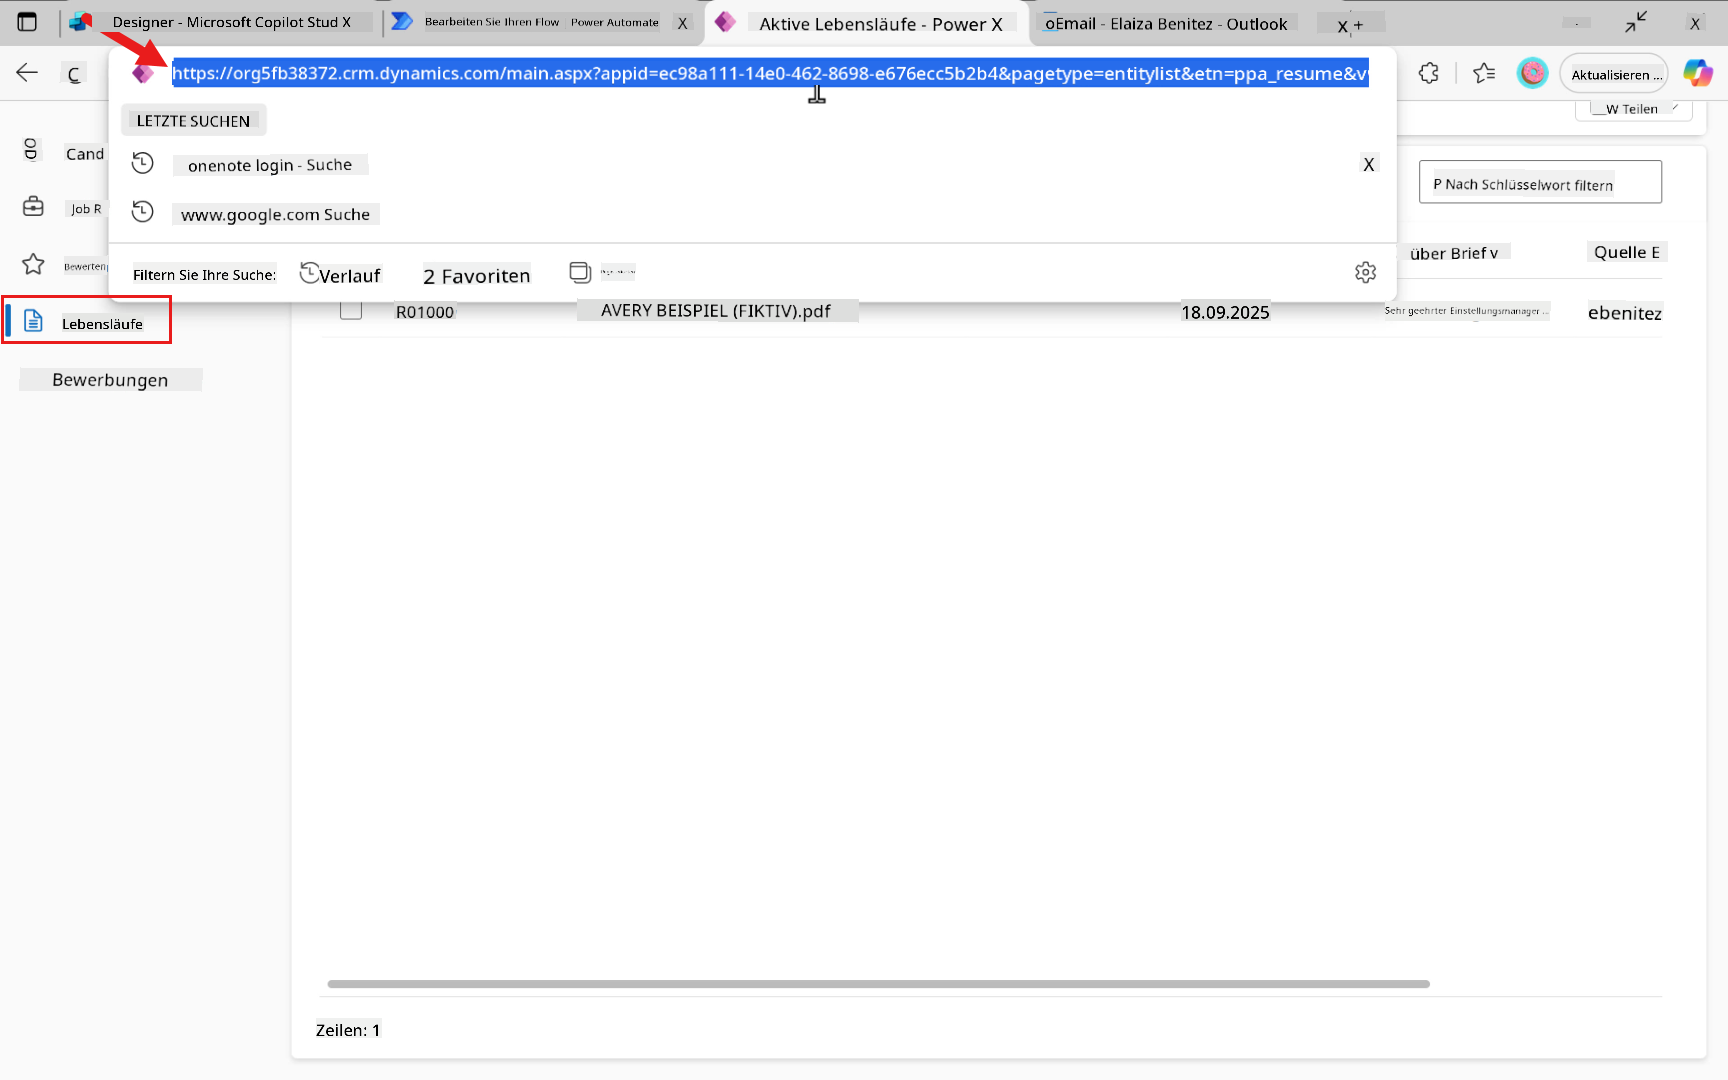 Designer - Microsoft Copilot Stud X
Bearbeiten Sie Ihren Flow | Power Automate X
Aktive Lebensläufe - Power X
oEmail - Elaiza Benitez - Outlook
x +
X
C
https://org5fb38372.crm.dynamics.com/main.aspx?appid=ec98a111-14e0-462-8698-e676ecc5b2b4&pagetype=entitylist&etn=ppa_resume&v
Aktualisieren ...
LETZTE SUCHEN
W Teilen
onenote login - Suche
X
www.google.com Suche
Filtern Sie Ihre Suche:
Verlauf
2 Favoriten
Cand
Job R
Bewerten
Lebensläufe
Bewerbungen
P Nach Schlüsselwort filtern
über Brief v
Quelle E
R01000
AVERY BEISPIEL (FIKTIV).pdf
18.09.2025
Sehr geehrter Einstellungsmanager ...
ebenitez
Zeilen: 1